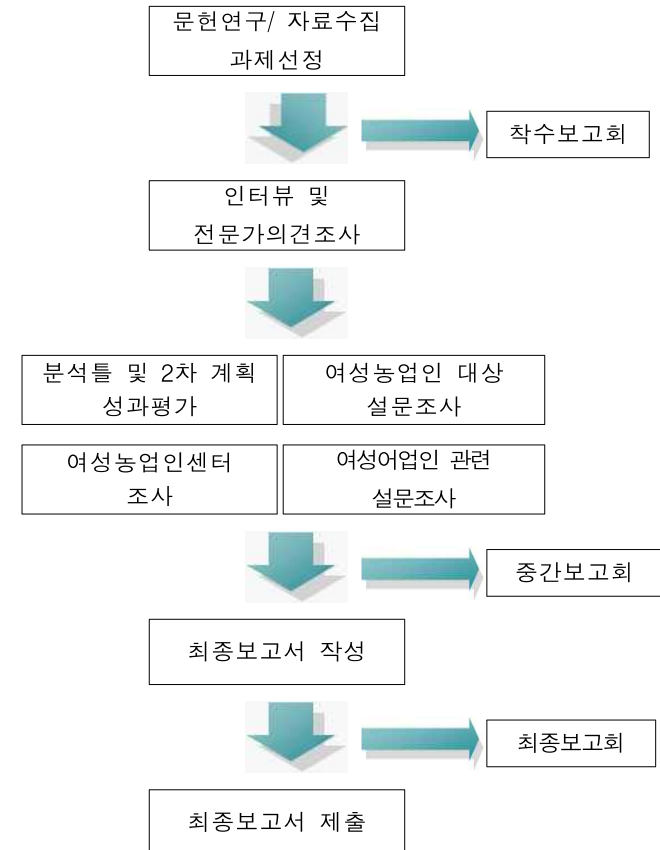 문헌연구/ 자료수집
과제선정
착수보고회
인터뷰 및
전문가의견조사
분석틀 및 2차 계획
성과평가
여성농업인 대상
설문조사
여성농업인센터
조사
여성어업인 관련
설문조사
중간보고회
최종보고서 작성
최종보고회
최종보고서 제출